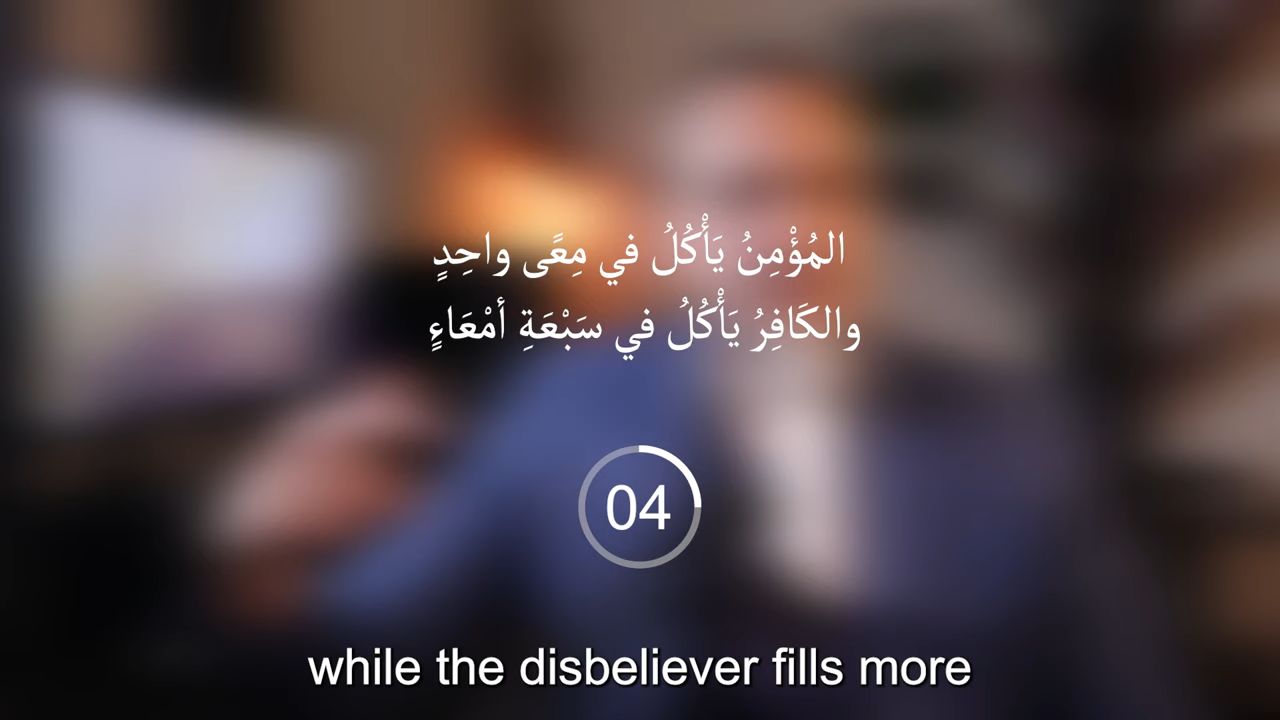 المُؤْمِنُ يَأْكُلُ في مِعًى واحِدٍ
والكَافِرُ يَأْكُلُ في سَبْعَةِ أمْعَاءٍ
04
while the disbeliever fills more